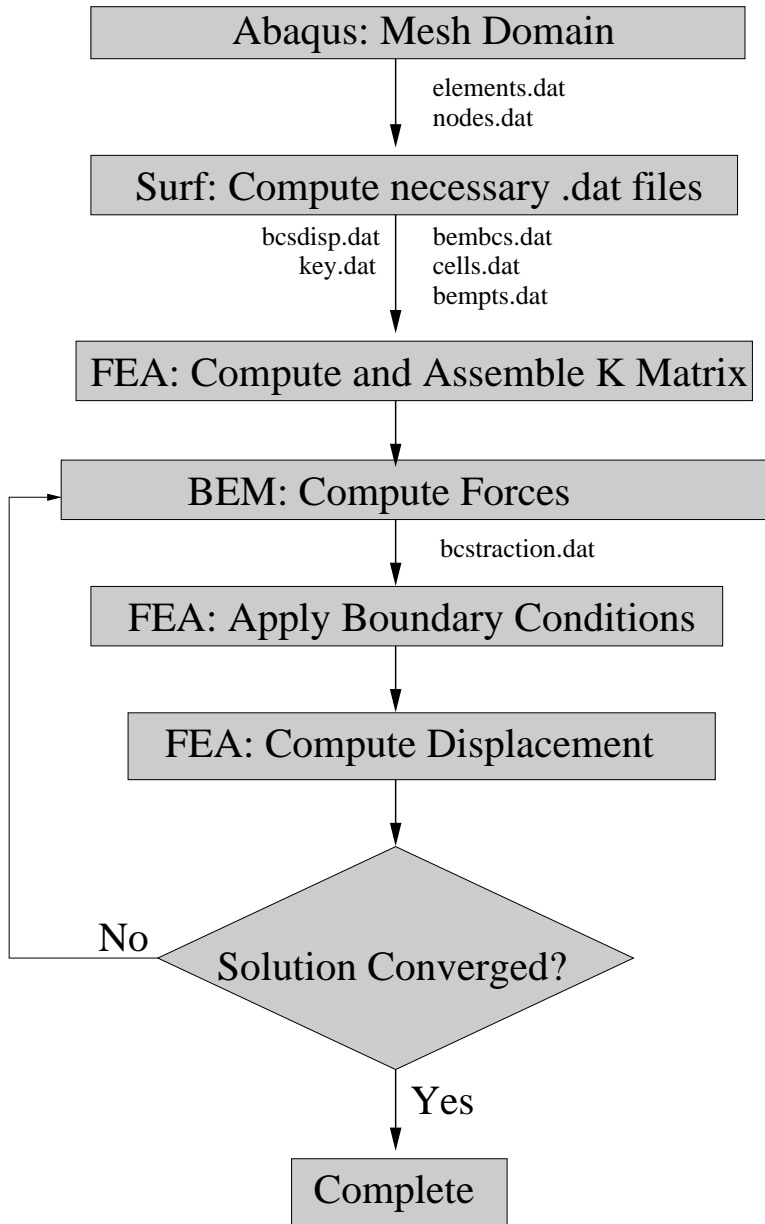 Abaqus: Mesh Domain
elements.dat
nodes.dat
Surf: Compute necessary .dat files
bcsdisp.dat
key.dat
bembcs.dat
cells.dat
bempts.dat
FEA: Compute and Assemble K Matrix
BEM: Compute Forces
bcstraction.dat
FEA: Apply Boundary Conditions
FEA: Compute Displacement
No
Solution Converged?
Yes
Complete